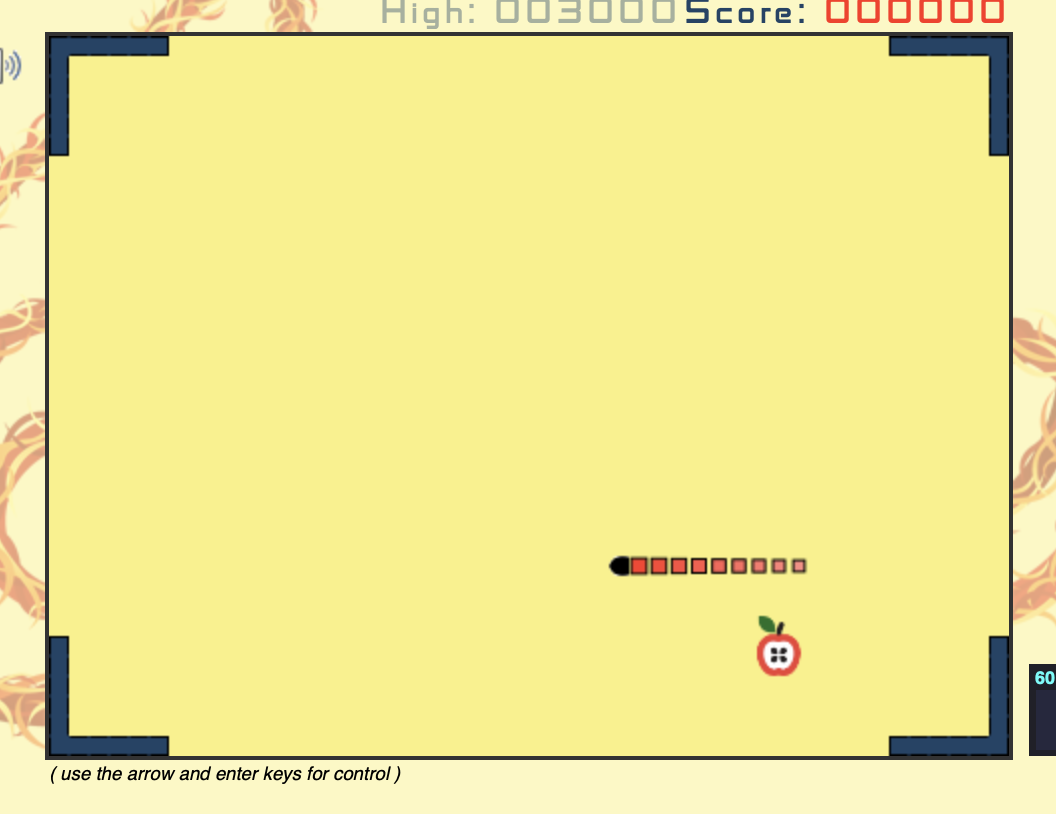 High: 003000 Score: 000000
60
( use the arrow and enter keys for control )